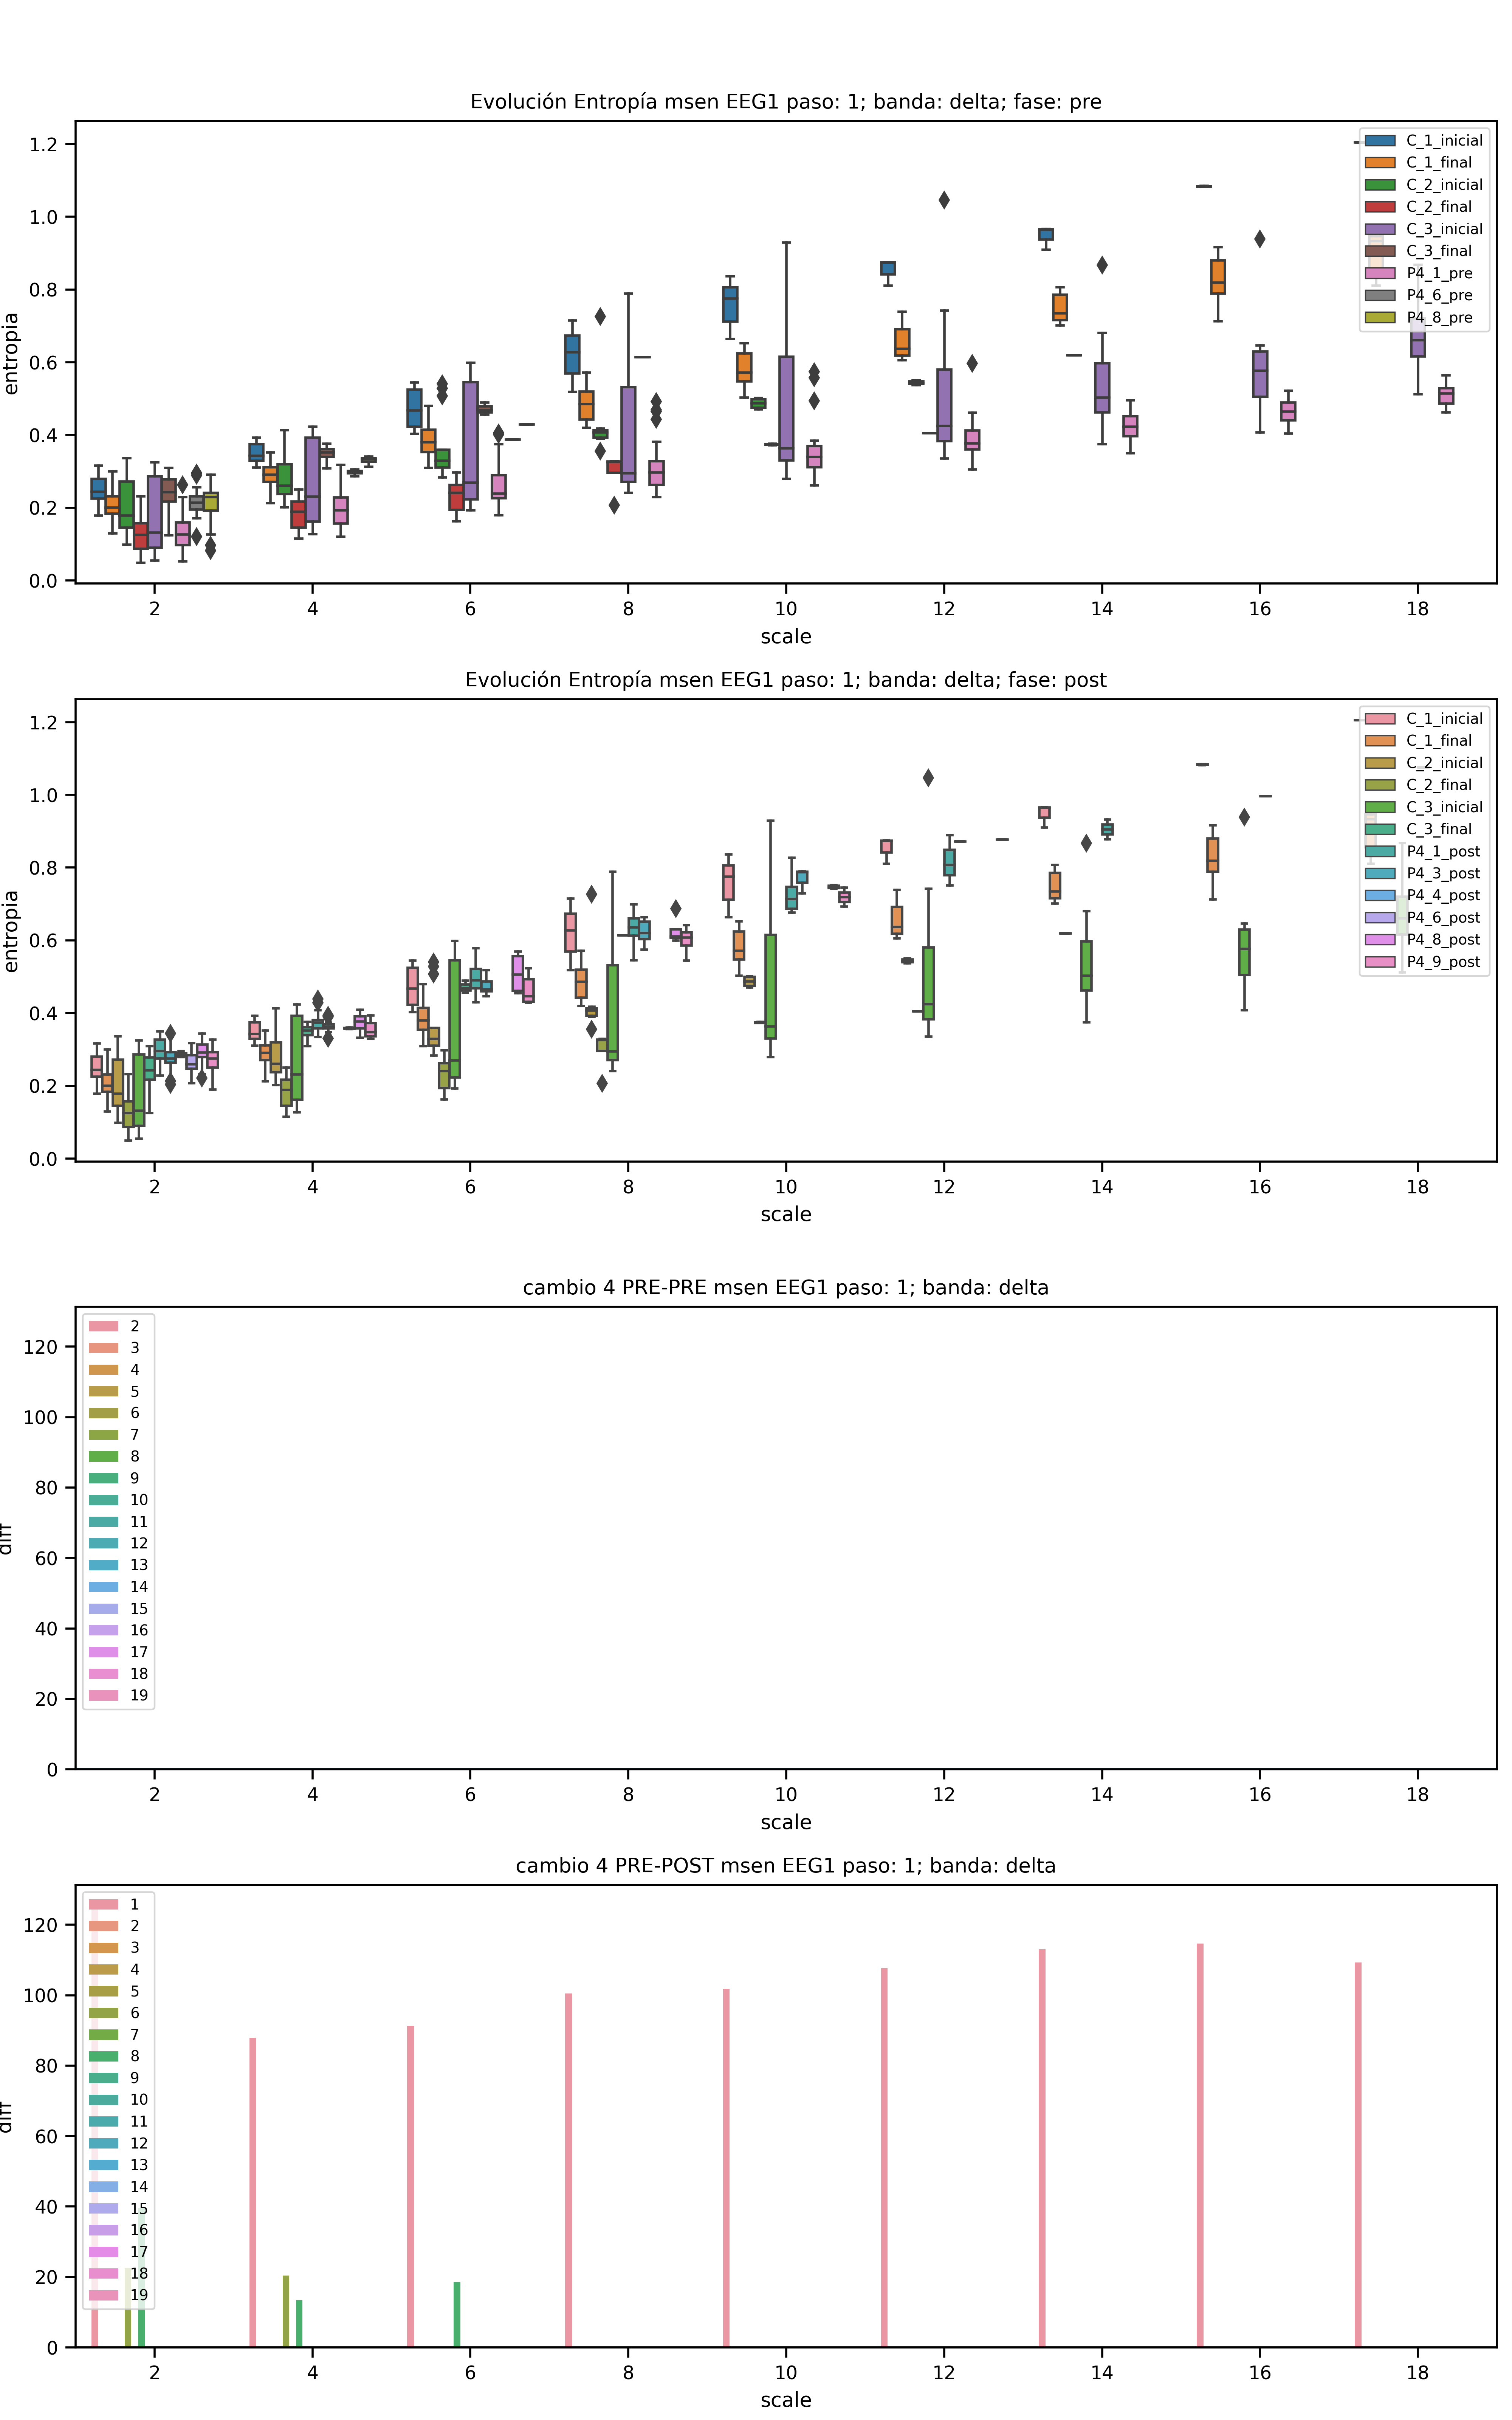 Evolución Entropía msen EEG1 paso: 1; banda: delta; fase: pre
entropia
1.2
1.0
0.8
0.6
0.4
0.2
0.0
C_1_inicial
C_1_final
C_2_inicial
C_2_final
C_3_inicial
C_3_final
P4_1_pre
P4_6_pre
P4_8_pre
2 4 6 8 10 12 14 16 18
scale
Evolución Entropía msen EEG1 paso: 1; banda: delta; fase: post
entropia
1.2
1.0
0.8
0.6
0.4
0.2
0.0
C_1_inicial
C_1_final
C_2_inicial
C_2_final
C_3_inicial
C_3_final
P4_1_post
P4_3_post
P4_4_post
P4_6_post
P4_8_post
P4_9_post
2 4 6 8 10 12 14 16 18
scale
cambio 4 PRE-PRE msen EEG1 paso: 1; banda: delta
diff
120
100
80
60
40
20
0
2
3
4
5
6
7
8
9
10
11
12
13
14
15
16
17
18
19
2 4 6 8 10 12 14 16 18
scale
cambio 4 PRE-POST msen EEG1 paso: 1; banda: delta
diff
120
100
80
60
40
20
0
1
2
3
4
5
6
7
8
9
10
11
12
13
14
15
16
17
18
19
2 4 6 8 10 12 14 16 18
scale